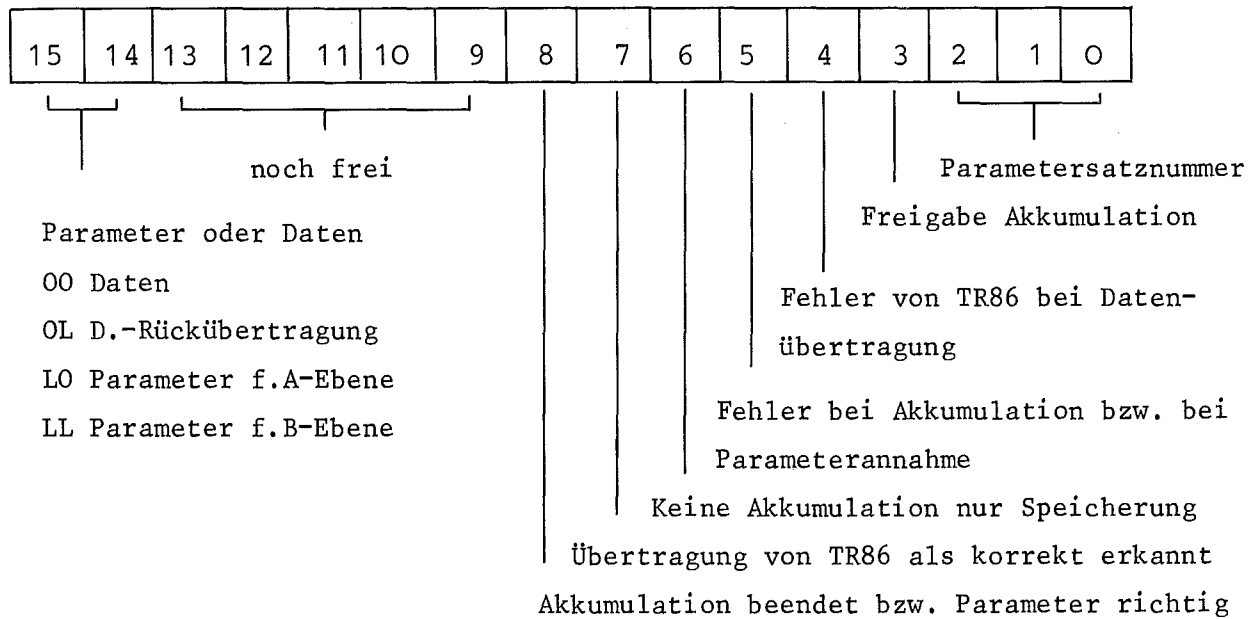 15 14 13 12 11 10 9 8 7 6 5 4 3 2 1 0
noch frei
Parametersatznummer
Freigabe Akkumulation
Parameter oder Daten
OO Daten
OL D.-Rückübertragung
LO Parameter f.A-Ebene
LL Parameter f.B-Ebene
Fehler von TR86 bei Daten-
übertragung
Fehler bei Akkumulation bzw. bei
Parameterannahme
Keine Akkumulation nur Speicherung
Übertragung von TR86 als korrekt erkannt
Akkumulation beendet bzw. Parameter richtig